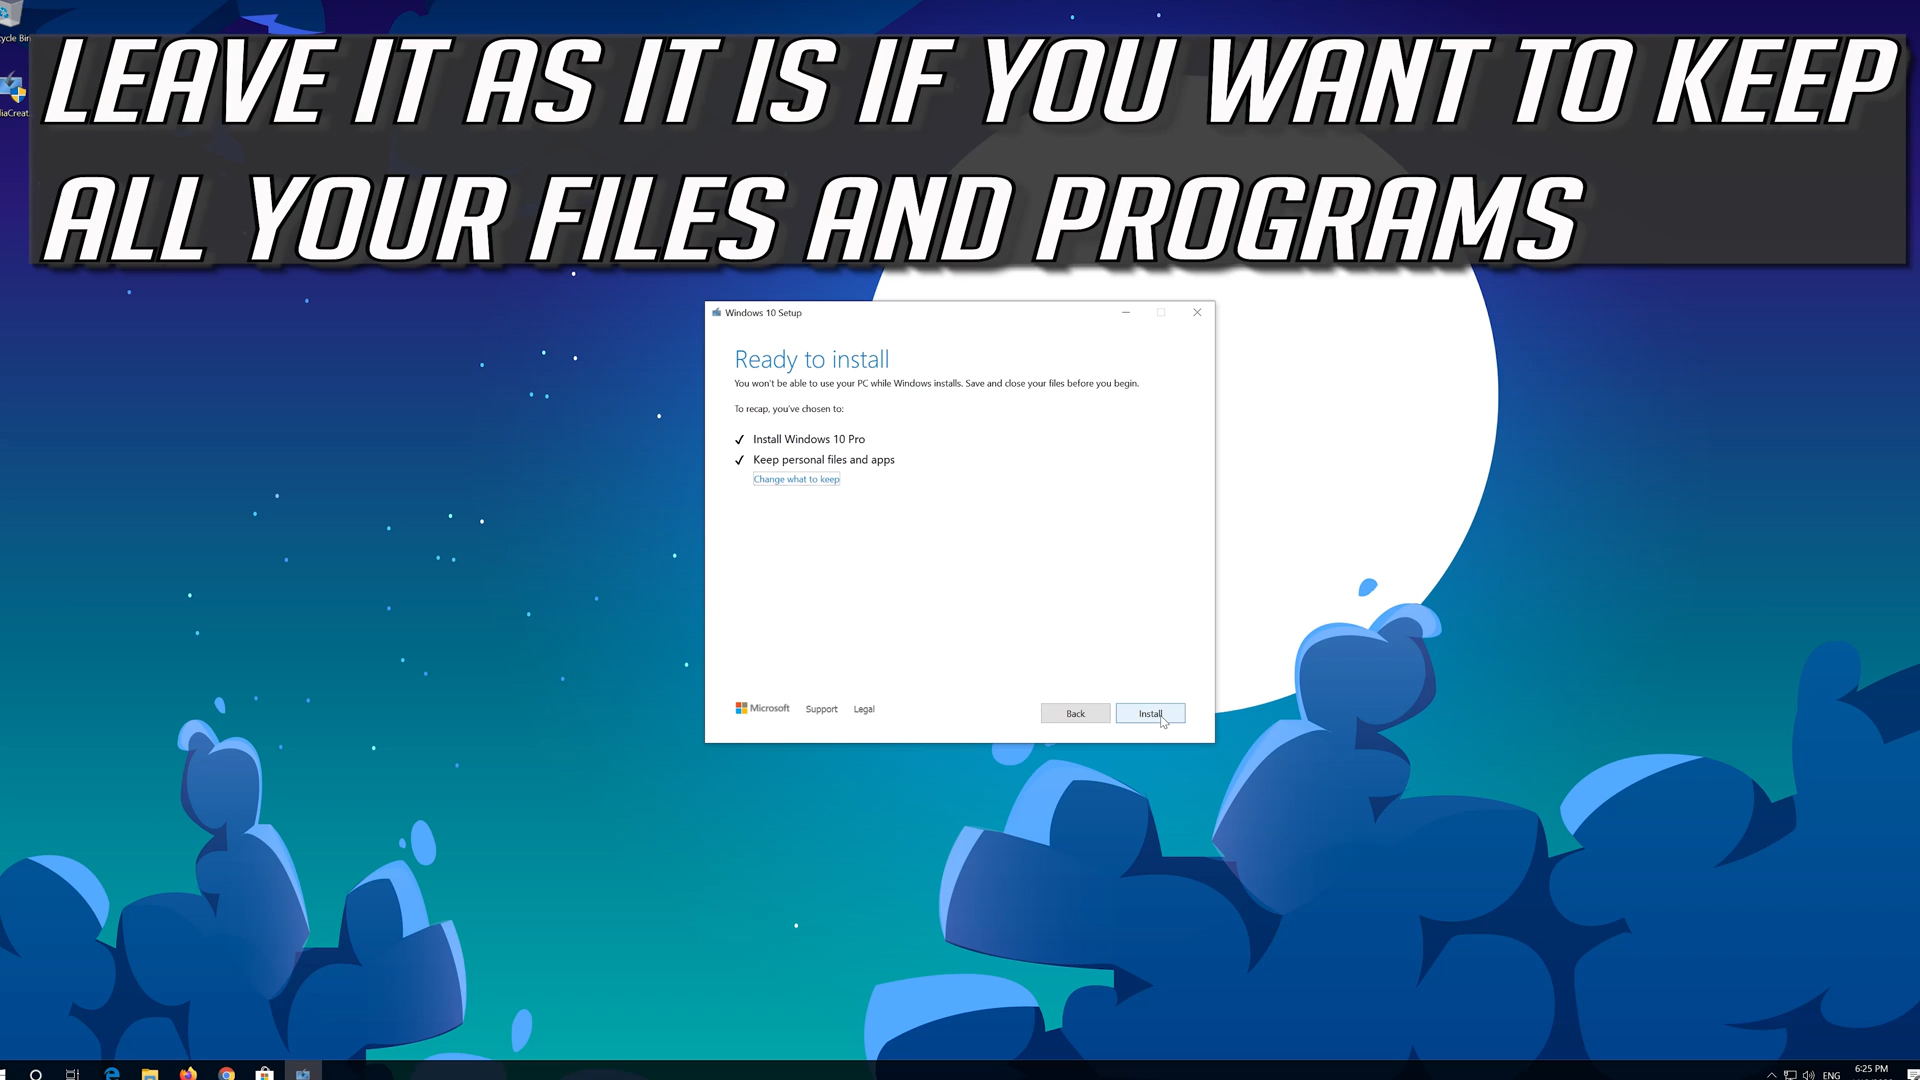 cycle Bin
LEAVE IT AS IT IS IF YOU WANT TO KEEP
ALL YOUR FILES AND PROGRAMS
diaCreat
Windows 10 Setup
Ready to install
You won't be able to use your PC while Windows installs. Save and close your files before you begin.
To recap, you've chosen to:
Install Windows 10 Pro
Keep personal files and apps
Change what to keep
Microsoft Support Legal
Back Install
ENG
6:25 PM